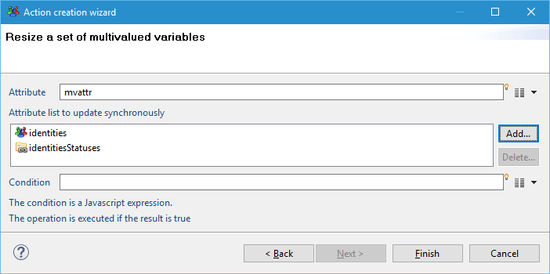 Action creation wizard
Resize a set of multivalued variables
Attribute mvattr
Attribute list to update synchronously
identities
identitiesStatuses
Add...
Delete...
Condition
The condition is a Javascript expression.
The operation is executed if the result is true
? < Back Next > Finish Cancel